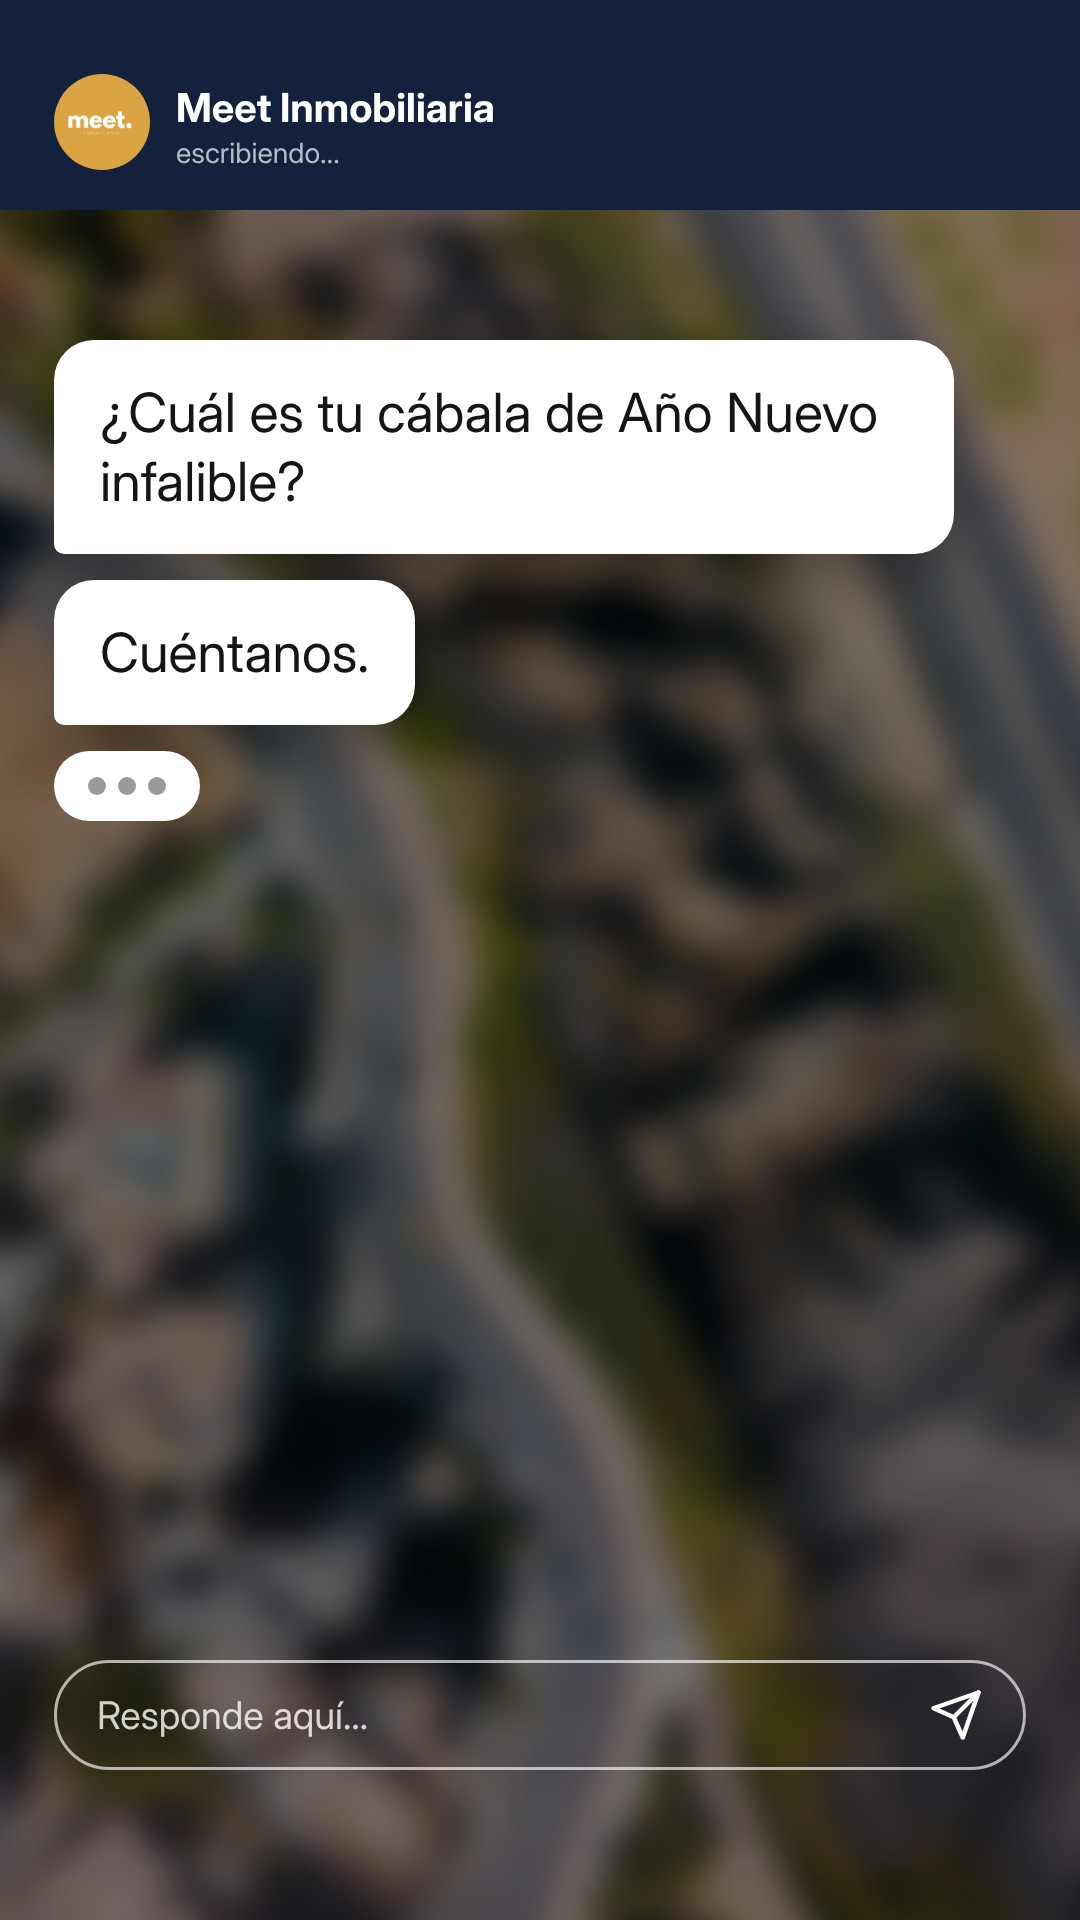 meet.
Meet Inmobiliaria
escribiendo...
¿Cuál es tu cábala de Año Nuevo
infalible?
Cuéntanos.
Responde aquí...